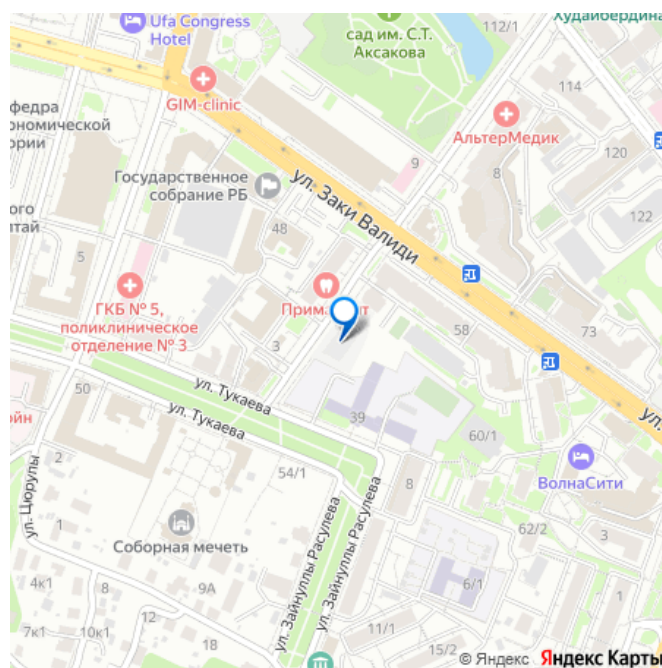 Ufa Congress
Hotel
сад им. С.Т.
Аксакова
112/1
Худайбердина
GIM-clinic
114
АльтерМедик
120
9
8
122
Государственное
собрание РБ
ул. Заки Валиди
48
5
ГКБ № 5,
поликлиническое
отделение № 3
3
58
73
ул. Тукаева
ул. Тукаева
50
39
60/1
ул.
2
ул. Цюрупы
54/1
8
ВолнаСити
62/2
3
1
Соборная мечеть
ул. Зайнуллы Расулева
ул. Зайнуллы Расулева
4к1
8
9А
6/1
7к1
10к1
12
18
11/1
15/2
1
© Яндекс Яндекс Карты